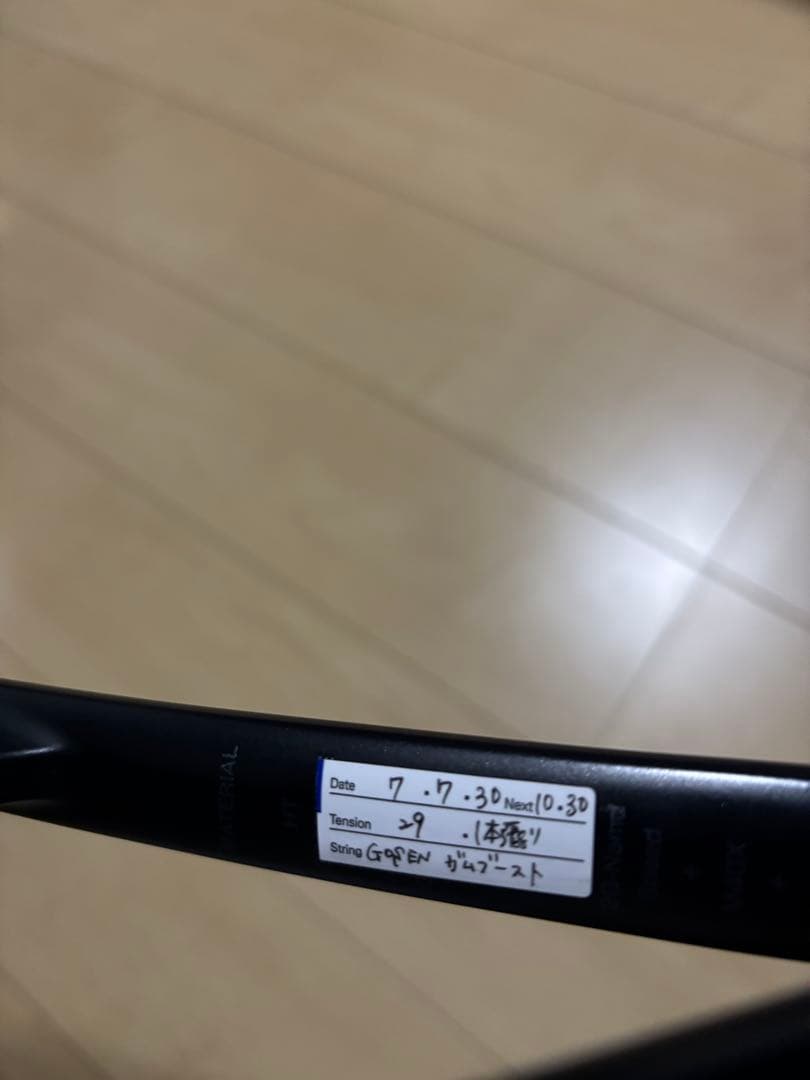 MATERIAL
Date 7.7.30 Next 10.30
Tension 29 .1本張り
String GOSEN ガムブースト